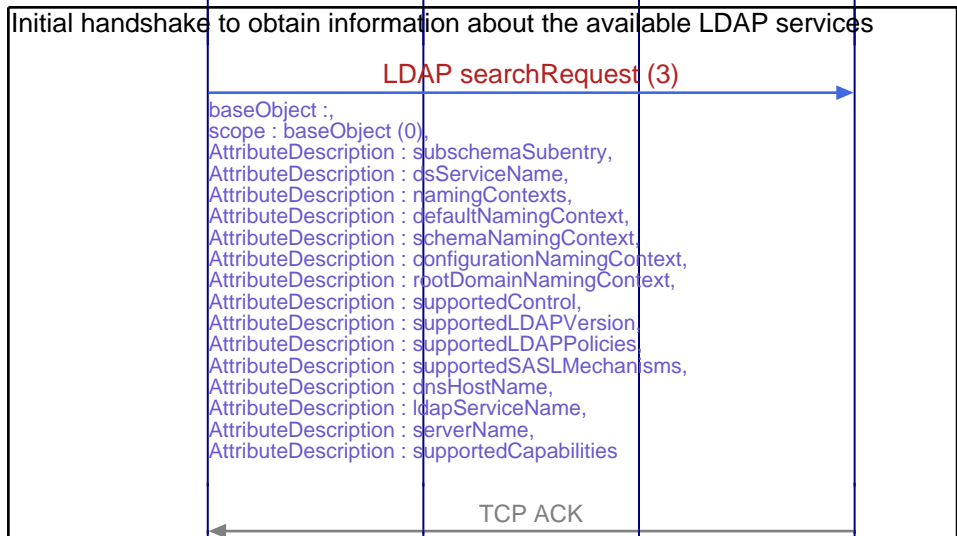 Initial handshake to obtain information about the available LDAP services
LDAP searchRequest (3)
baseObject :,
scope : baseObject (0),
AttributeDescription : subschemaSubentry,
AttributeDescription : dsServiceName,
AttributeDescription : namingContexts,
AttributeDescription : defaultNamingContext,
AttributeDescription : schemaNamingContext,
AttributeDescription : configurationNamingContext,
AttributeDescription : rootDomainNamingContext,
AttributeDescription : supportedControl,
AttributeDescription : supportedLDAPVersion,
AttributeDescription : supportedLDAPPolicies,
AttributeDescription : supportedSASLMechanisms,
AttributeDescription : dnsHostName,
AttributeDescription : ldapServiceName,
AttributeDescription : serverName,
AttributeDescription : supportedCapabilities
TCP ACK